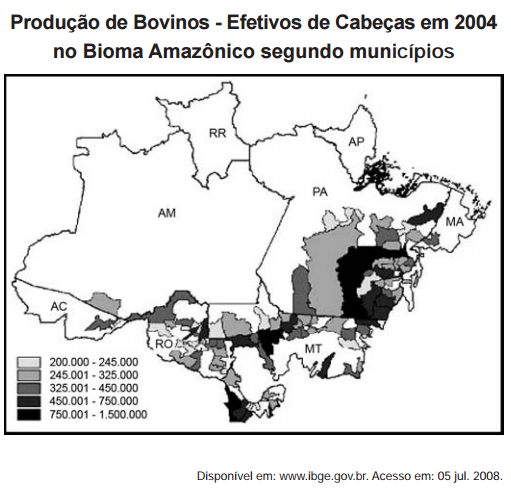 Produção de Bovinos - Efetivos de Cabeças em 2004
no Bioma Amazônico segundo municípios
RR
AP
AM
PA
MA
AC
RO
MT
200.000 - 245.000
245.001 - 325.000
325.001 - 450.000
450.001 - 750.000
750.001 - 1.500.000
Disponível em: www.ibge.gov.br. Acesso em: 05 jul. 2008.